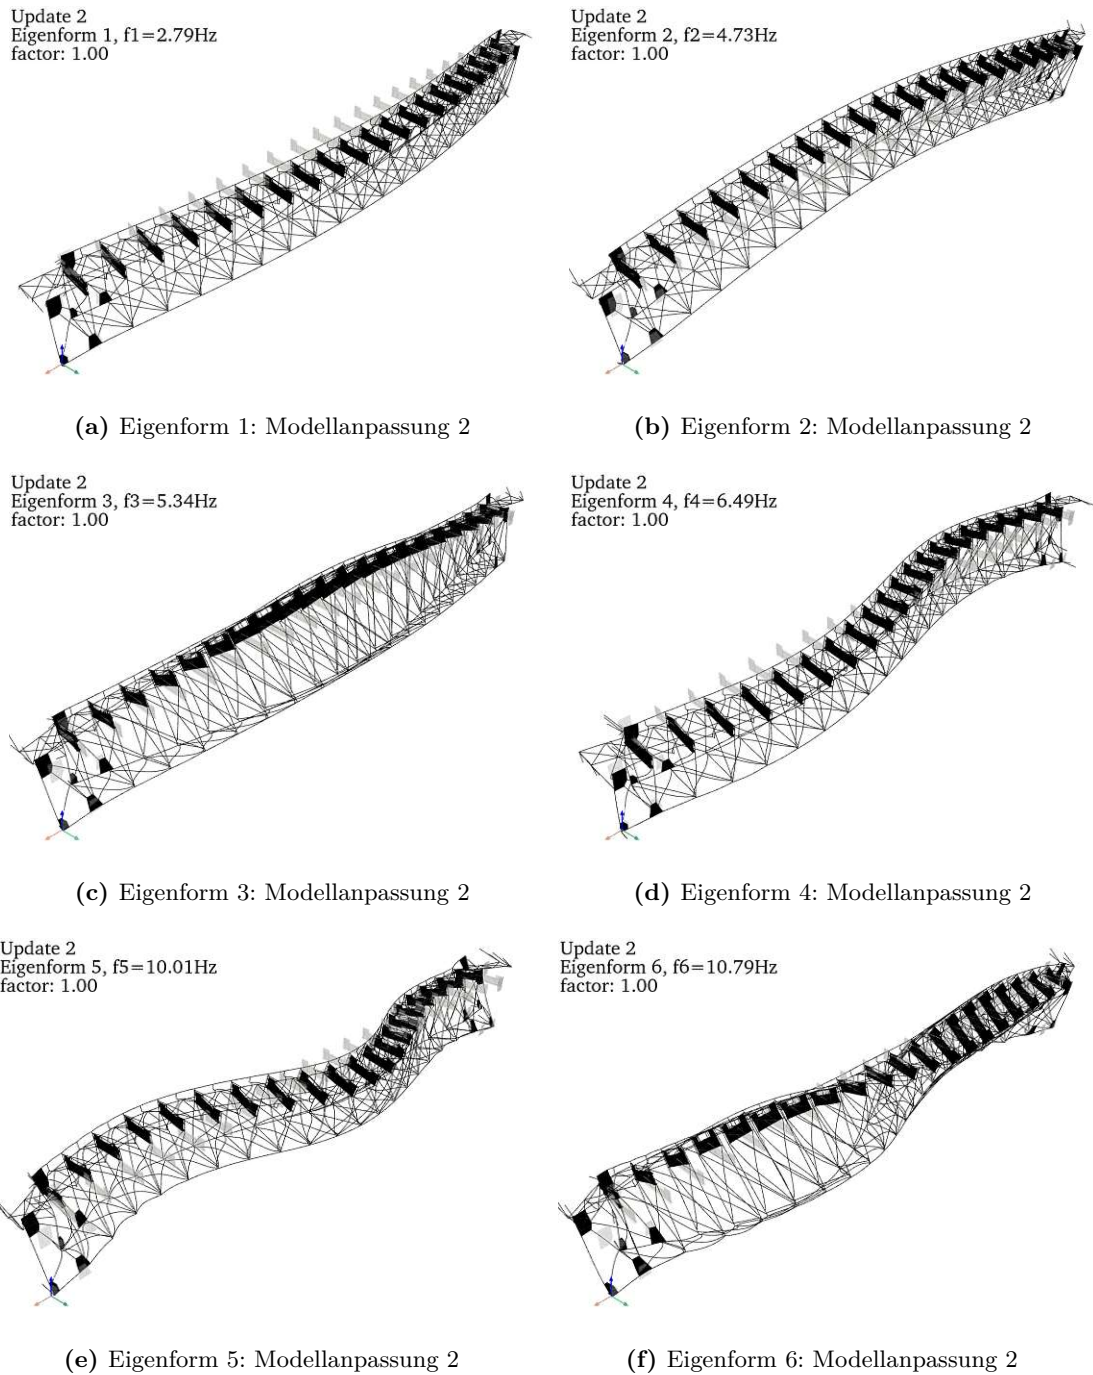 Update 2
Eigenform 1, f1=2.79Hz
factor: 1.00
Update 2
Eigenform 2, f2=4.73Hz
factor: 1.00
(a) Eigenform 1: Modellanpassung 2
(b) Eigenform 2: Modellanpassung 2
Update 2
Eigenform 3, f3=5.34Hz
factor: 1.00
Update 2
Eigenform 4, f4=6.49Hz
factor: 1.00
(c) Eigenform 3: Modellanpassung 2
(d) Eigenform 4: Modellanpassung 2
Update 2
Eigenform 5, f5=10.01Hz
factor: 1.00
Update 2
Eigenform 6, f6=10.79Hz
factor: 1.00
(e) Eigenform 5: Modellanpassung 2
(f) Eigenform 6: Modellanpassung 2